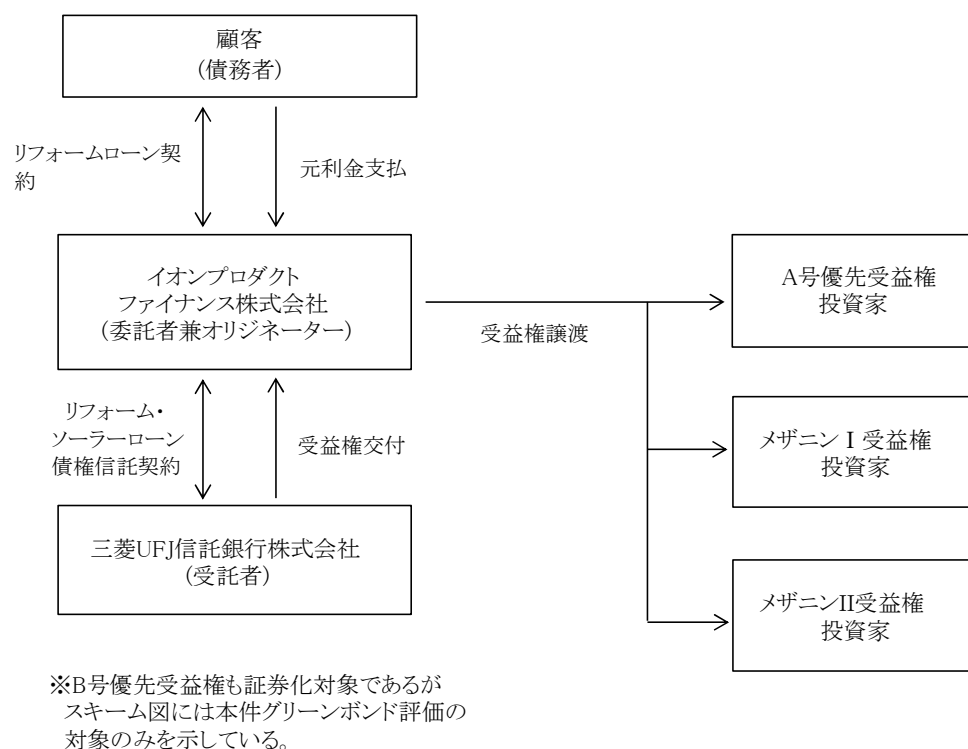 顧客
(債務者)
リフォームローン契
約
元利金支払
イオンプロダクト
ファイナンス株式会社
(委託者兼オリジネーター)
受益権譲渡
A号優先受益権
投資家
リフォーム・
ソーラーローン
債権信託契約
受益権交付
メザニンⅠ受益権
投資家
三菱UFJ信託銀行株式会社
(受託者)
メザニンII受益権
投資家
※B号優先受益権も証券化対象であるが
スキーム図には本件グリーンボンド評価の
対象のみを示している。